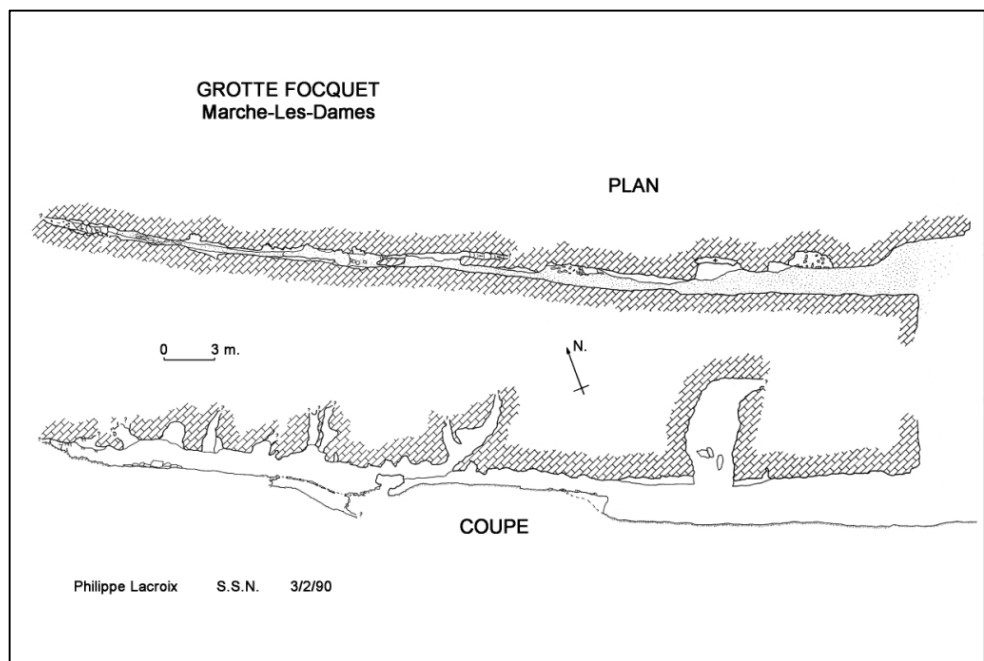 GROTTE FOCQUET
Marche-Les-Dames
PLAN
0 3 m.
N.
COUPE
Philippe Lacroix S.S.N. 3/2/90